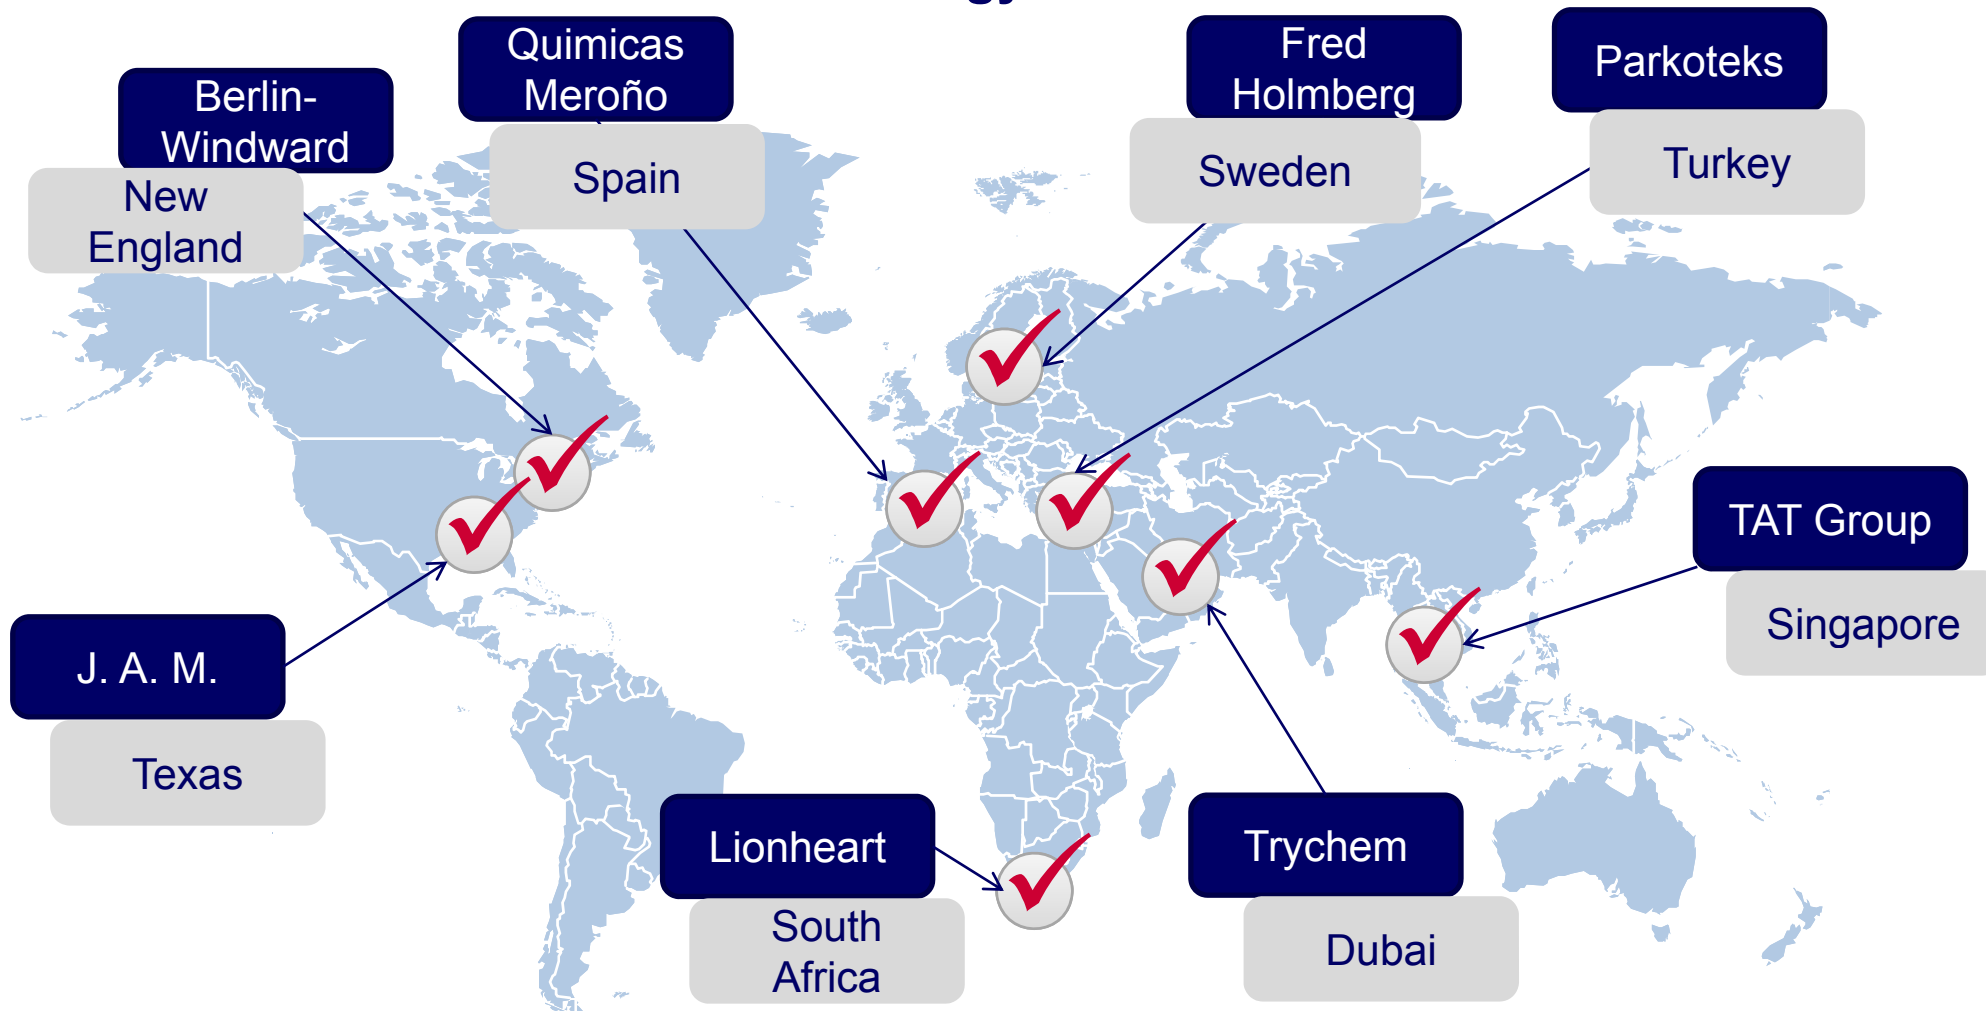 Berlin-
Windward
New
England
Quimicas
Meroño
Spain
Fred
Holmberg
Sweden
Parkoteks
Turkey
TAT Group
Singapore
J. A. M.
Texas
Lionheart
South
Africa
Trychem
Dubai